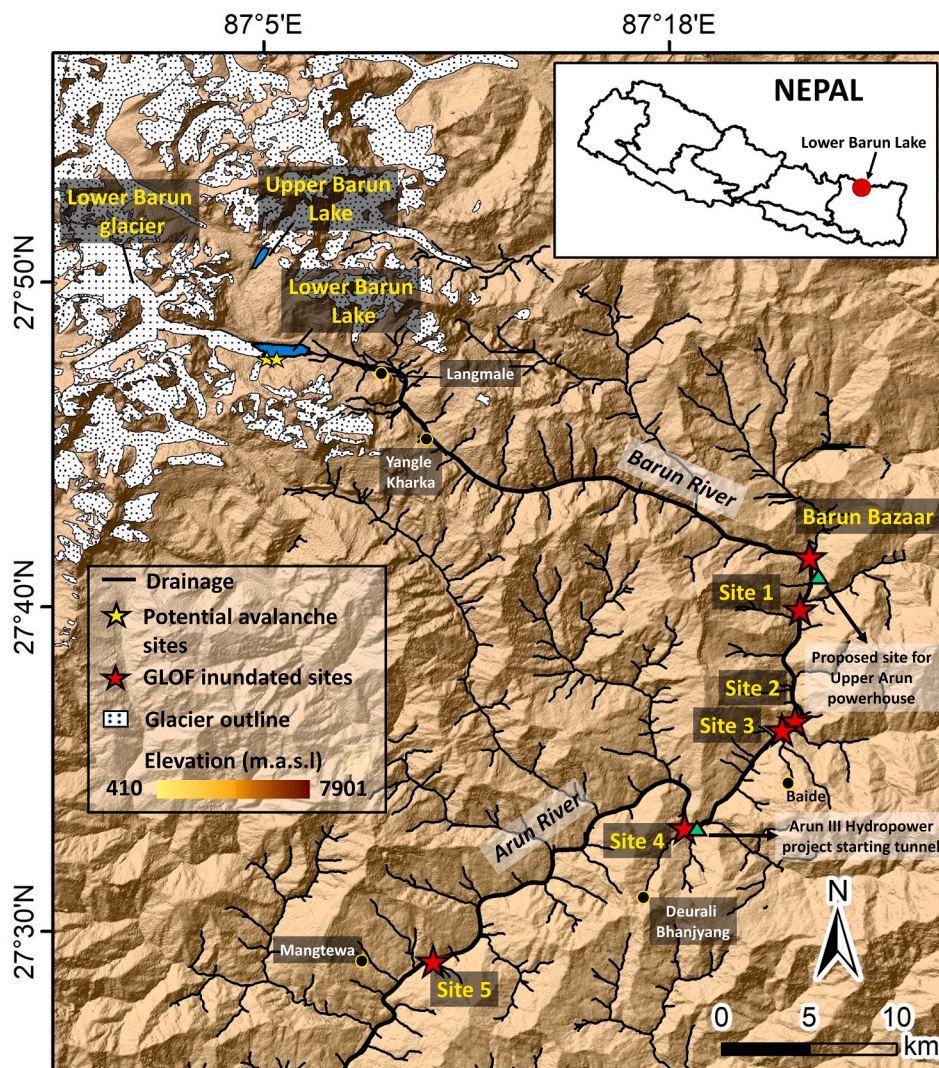 87°5'E
87°18'E
NEPAL
Lower Barun Lake
Upper Barun
Lake
Lower Barun
glacier
27°50'N
Lower Barun
Lake
Langmale
Yangle
Kharka
Barun River
Barun Bazaar
27°40'N
Site 1
Proposed site for
Upper Arun
powerhouse
Site 2
Site 3
Baide
Drainage
Potential avalanche
sites
GLOF inundated sites
Glacier outline
Elevation (m.a.s.l)
410
7901
Arun River
Site 4
Arun III Hydropower
project starting tunnel
Deurali
Bhanjyang
N
27°30'N
Mangtewa
Site 5
0 5 10
km